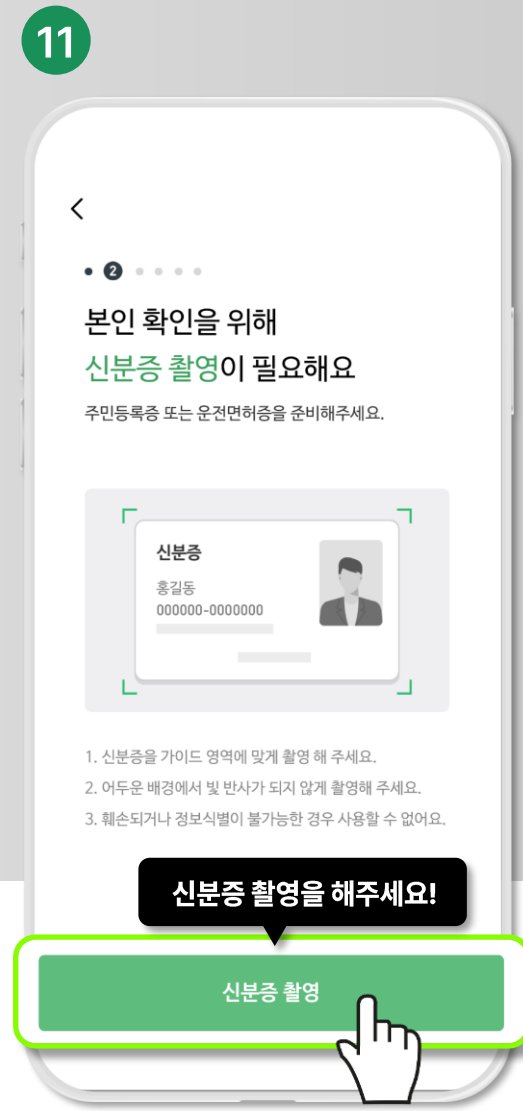 11
2
본인 확인을 위해
신분증 촬영이 필요해요
주민등록증 또는 운전면허증을 준비해주세요.
신분증
홍길동
000000-0000000
1. 신분증을 가이드 영역에 맞게 촬영 해 주세요.
2. 어두운 배경에서 빛 반사가 되지 않게 촬영해 주세요.
3. 훼손되거나 정보식별이 불가능한 경우 사용할 수 없어요.
신분증 촬영을 해주세요!
신분증 촬영